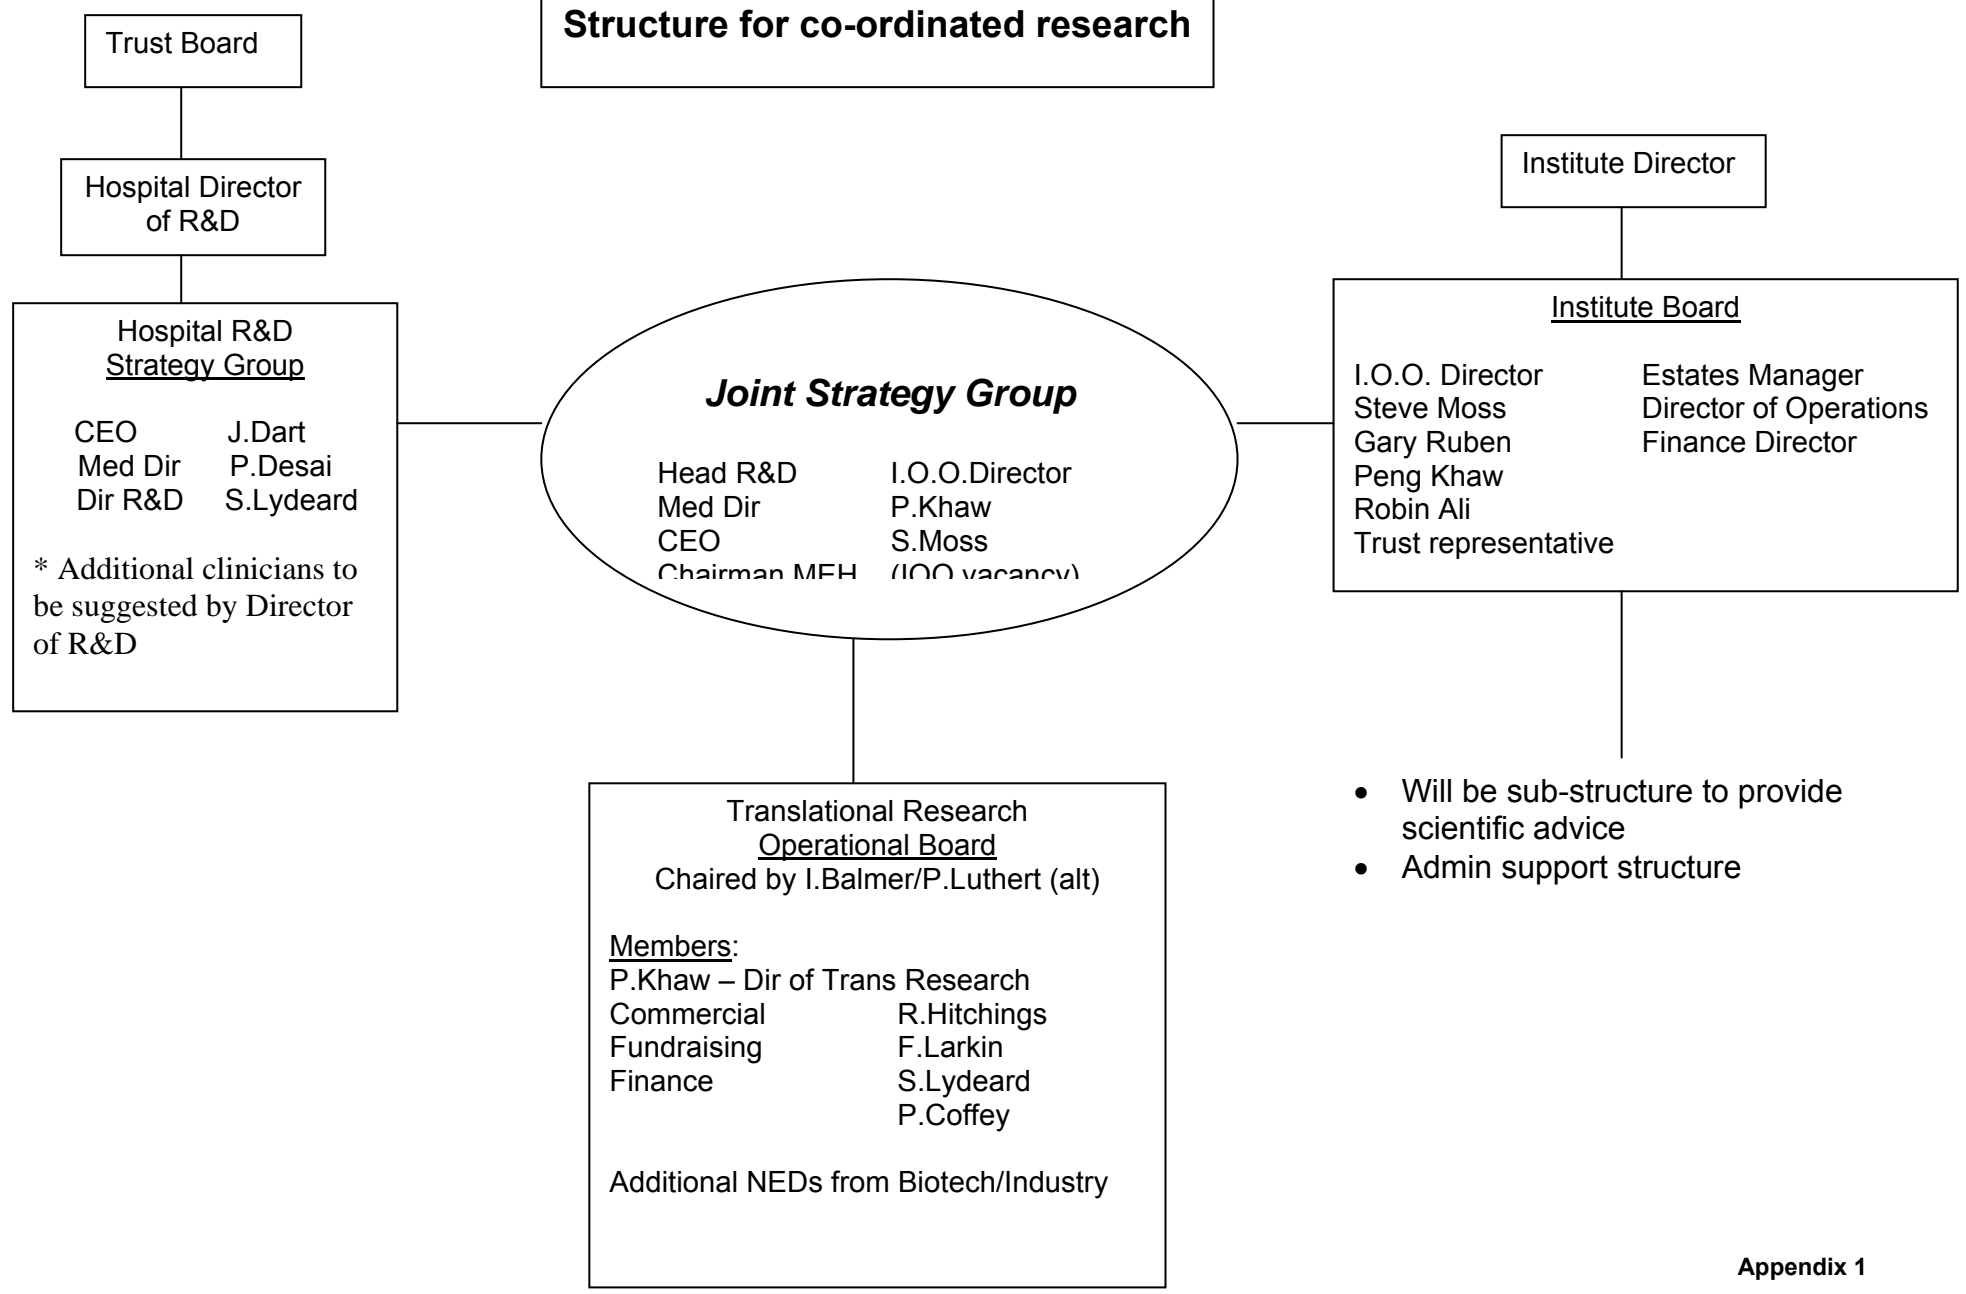 Structure for co-ordinated research
Trust Board
Hospital Director
of R&D
Hospital R&D
Strategy Group
CEO J.Dart
Med Dir P.Desai
Dir R&D S.Lydeard
* Additional clinicians to
be suggested by Director
of R&D
Joint Strategy Group
Head R&D I.O.O.Director
Med Dir P.Khaw
CEO S.Moss
Chairman MEH (IOO vacancy)
Institute Director
Institute Board
I.O.O. Director Estates Manager
Steve Moss Director of Operations
Gary Ruben Finance Director
Peng Khaw
Robin Ali
Trust representative
• Will be sub-structure to provide
scientific advice
• Admin support structure
Translational Research
Operational Board
Chaired by I.Balmer/P.Luthert (alt)
Members:
P.Khaw – Dir of Trans Research
Commercial R.Hitchings
Fundraising F.Larkin
Finance S.Lydeard
P.Coffey
Additional NEDs from Biotech/Industry
Appendix 1